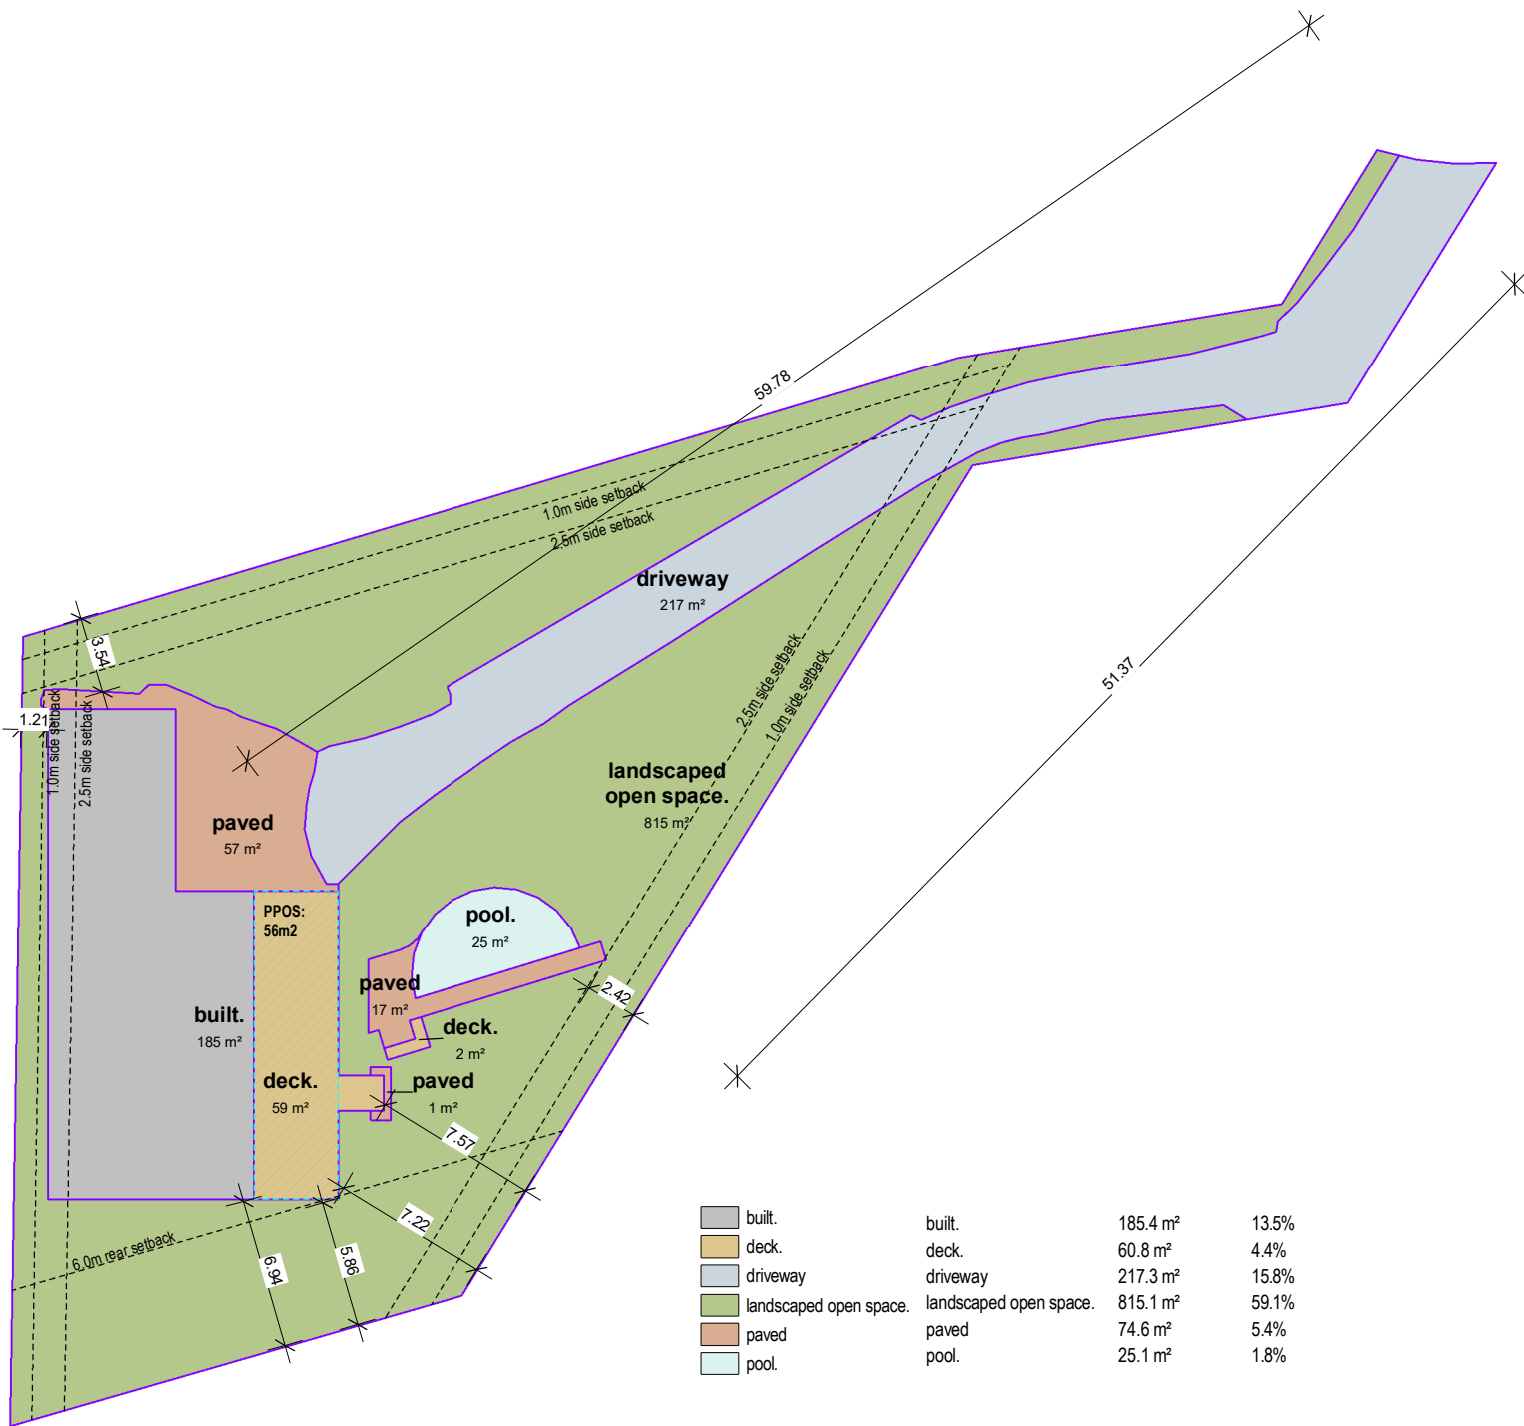 59.78
1.0m side setback
2.5m side setback
driveway
217 m²
3.54
51.37
2.5m side setback
1.0m side setback
1.21
1.0m side setback
2.5m side setback
landscaped
open space.
815 m²
paved
57 m²
PPOS:
56m2
pool.
25 m²
paved
17 m²
2.42
built.
185 m²
deck.
2 m²
deck.
59 m²
paved
1 m²
7.57
7.22
6.0m rear setback
6.94
5.86
built.
deck.
driveway
landscaped open space.
paved
pool.
built. 185.4 m² 13.5%
deck. 60.8 m² 4.4%
driveway 217.3 m² 15.8%
landscaped open space. 815.1 m² 59.1%
paved 74.6 m² 5.4%
pool. 25.1 m² 1.8%